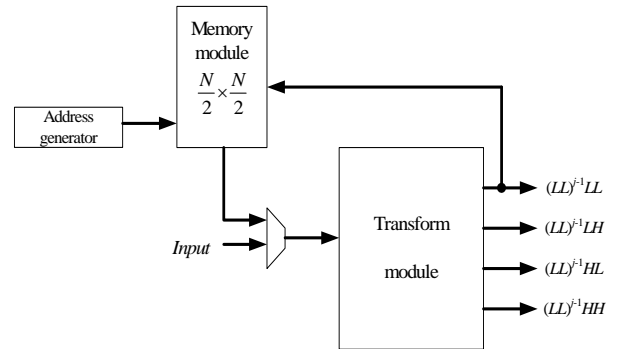 Memory
module
N/2 × N/2
Address
generator
Input
Transform
module
(LL)^{i-1}LL
(LL)^{i-1}LH
(LL)^{i-1}HL
(LL)^{i-1}HH